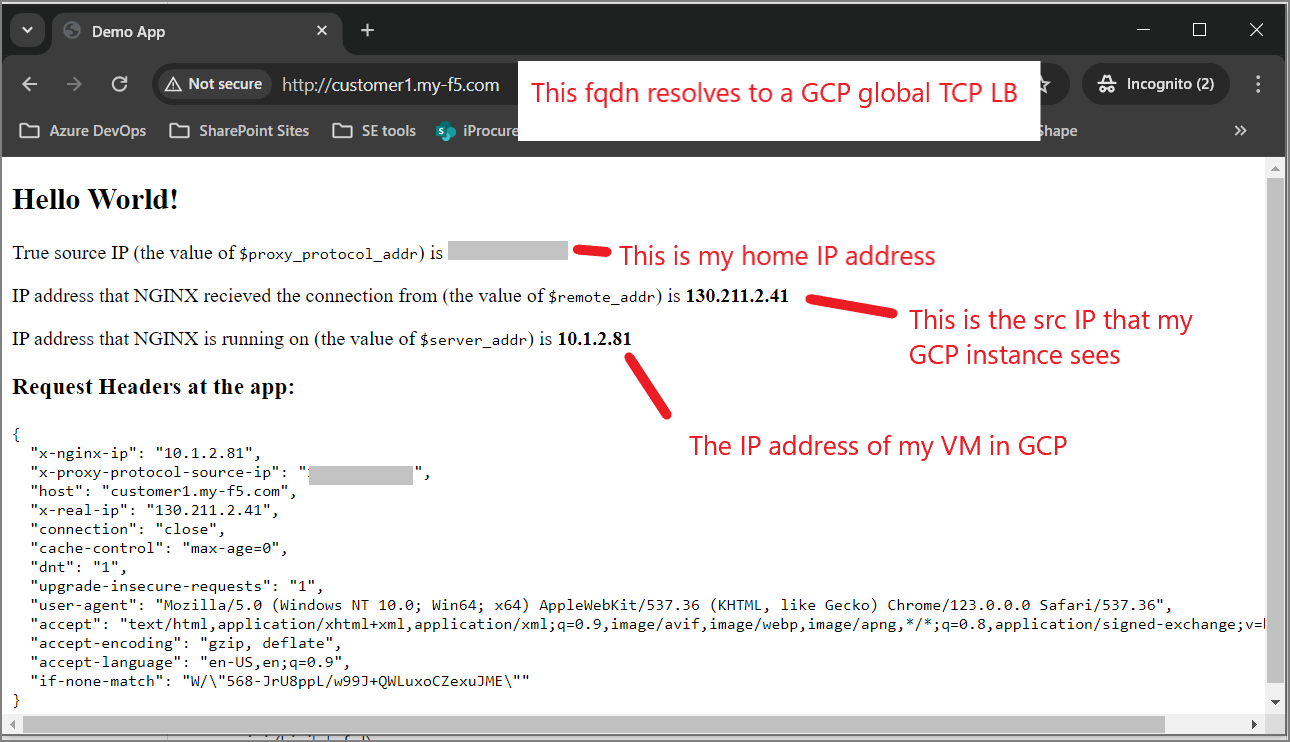 Demo App
Not secure http://customer1.my-f5.com
This fqdn resolves to a GCP global TCP LB
Incognito (2)
Azure DevOps SharePoint Sites SE tools iProcure Shape
Hello World!
True source IP (the value of $proxy_protocol_addr) is
This is my home IP address
IP address that NGINX recieved the connection from (the value of $remote_addr) is 130.211.2.41
This is the src IP that my
GCP instance sees
IP address that NGINX is running on (the value of $server_addr) is 10.1.2.81
The IP address of my VM in GCP
Request Headers at the app:
{
"x-nginx-ip": "10.1.2.81",
"x-proxy-protocol-source-ip": " ",
"host": "customer1.my-f5.com",
"x-real-ip": "130.211.2.41",
"connection": "close",
"cache-control": "max-age=0",
"dnt": "1",
"upgrade-insecure-requests": "1",
"user-agent": "Mozilla/5.0 (Windows NT 10.0; Win64; x64) AppleWebKit/537.36 (KHTML, like Gecko) Chrome/123.0.0.0 Safari/537.36",
"accept": "text/html,application/xhtml+xml,application/xml;q=0.9,image/avif,image/webp,image/apng,*/*;q=0.8,application/signed-exchange;v=
"accept-encoding": "gzip, deflate",
"accept-language": "en-US,en;q=0.9",
"if-none-match": "W/\"568-JrU8ppL/w99J+QWLuxoCZexuJME\""
}